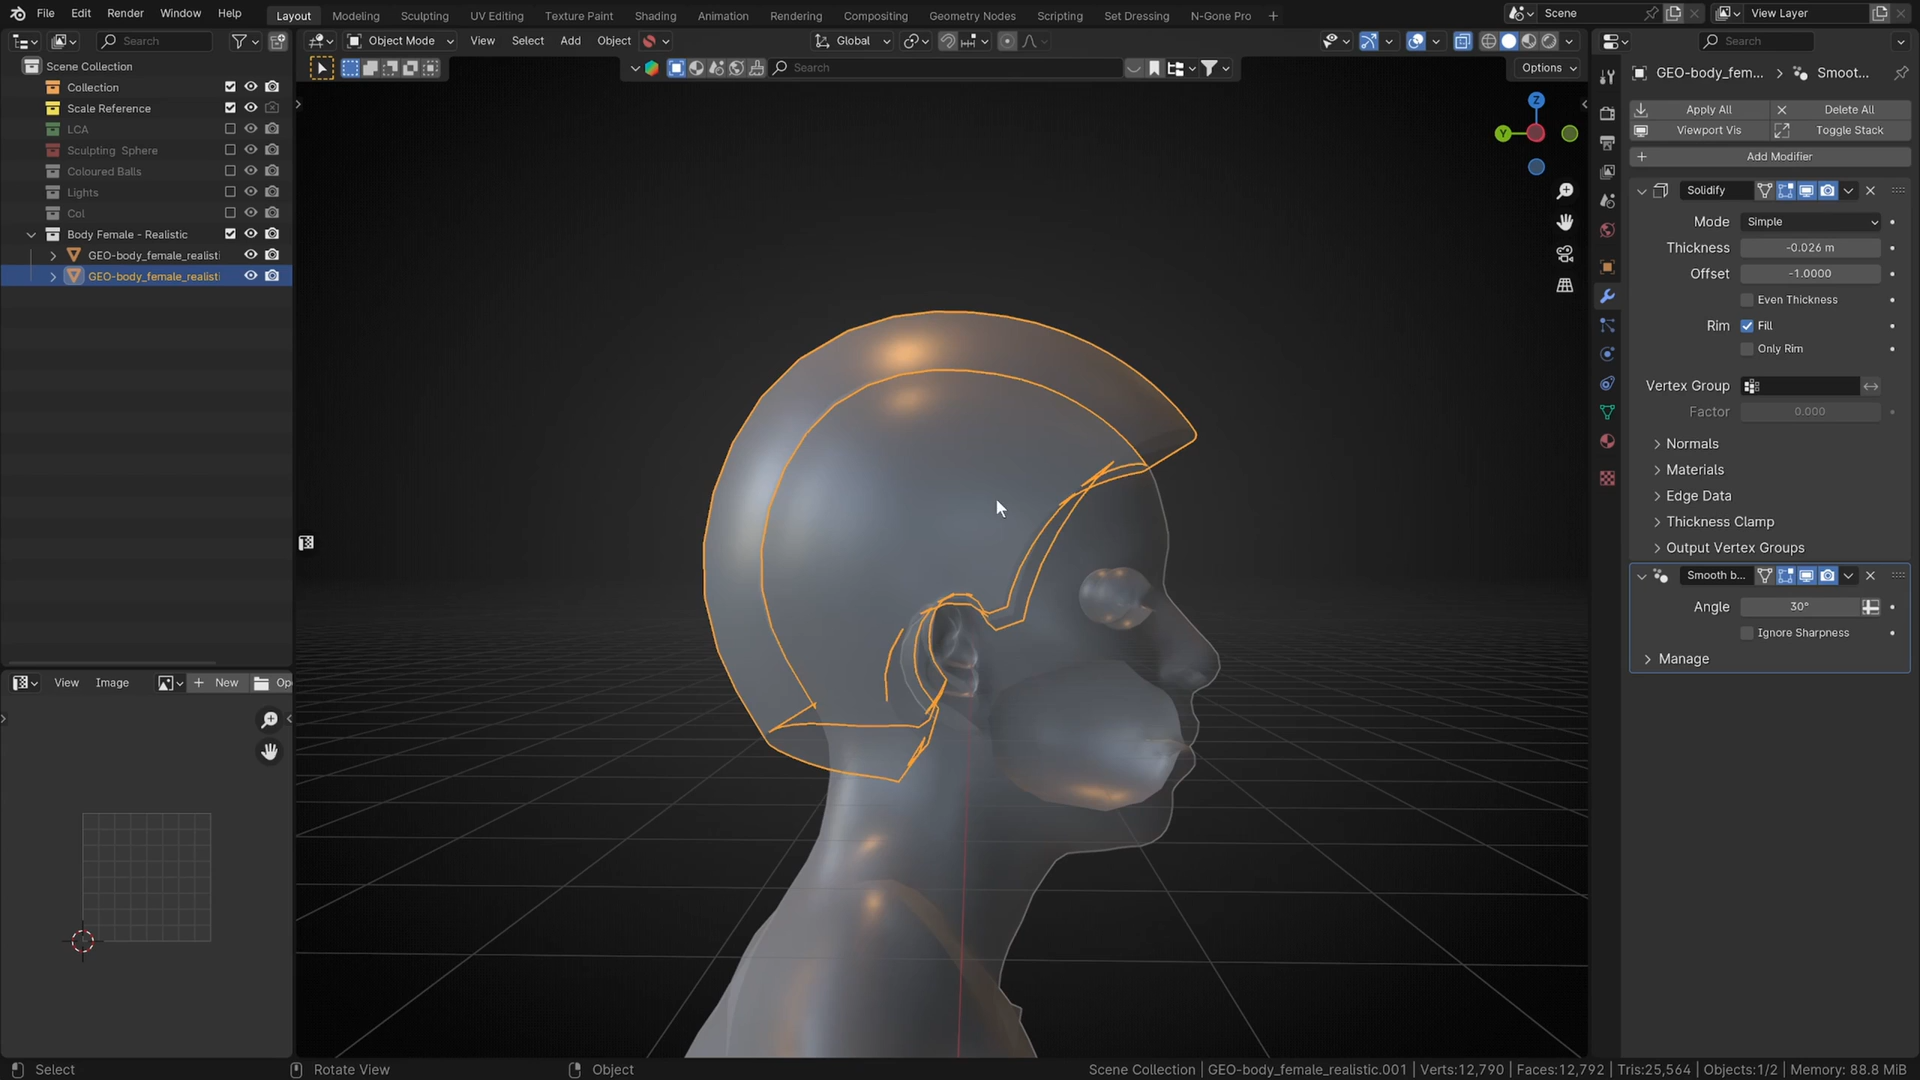 File Edit Render Window Help
Layout Modeling Sculpting UV Editing Texture Paint Shading Animation Rendering Compositing Geometry Nodes Scripting Set Dressing N-Gone Pro +
Scene
View Layer
Search
Object Mode View Select Add Object
Global
Search
Search
Options
Scene Collection
Collection
Scale Reference
LCA
Sculpting Sphere
Coloured Balls
Lights
Col
Body Female - Realistic
GEO-body_female_realisti
GEO-body_female_realisti
View Image New Op
Z
Y
GEO-body_fem... > Smoot...
Apply All Delete All
Viewport Vis Toggle Stack
Add Modifier
Solidify
Mode Simple
Thickness -0.026 m
Offset -1.0000
Even Thickness
Rim Fill
Only Rim
Vertex Group
Factor 0.000
Normals
Materials
Edge Data
Thickness Clamp
Output Vertex Groups
Smooth b...
Angle 30°
Ignore Sharpness
Manage
Select Rotate View Object
Scene Collection | GEO-body_female_realistic.001 | Verts:12,790 | Faces:12,792 | Tris:25,564 | Objects:1/2 | Memory: 88.8 MiB